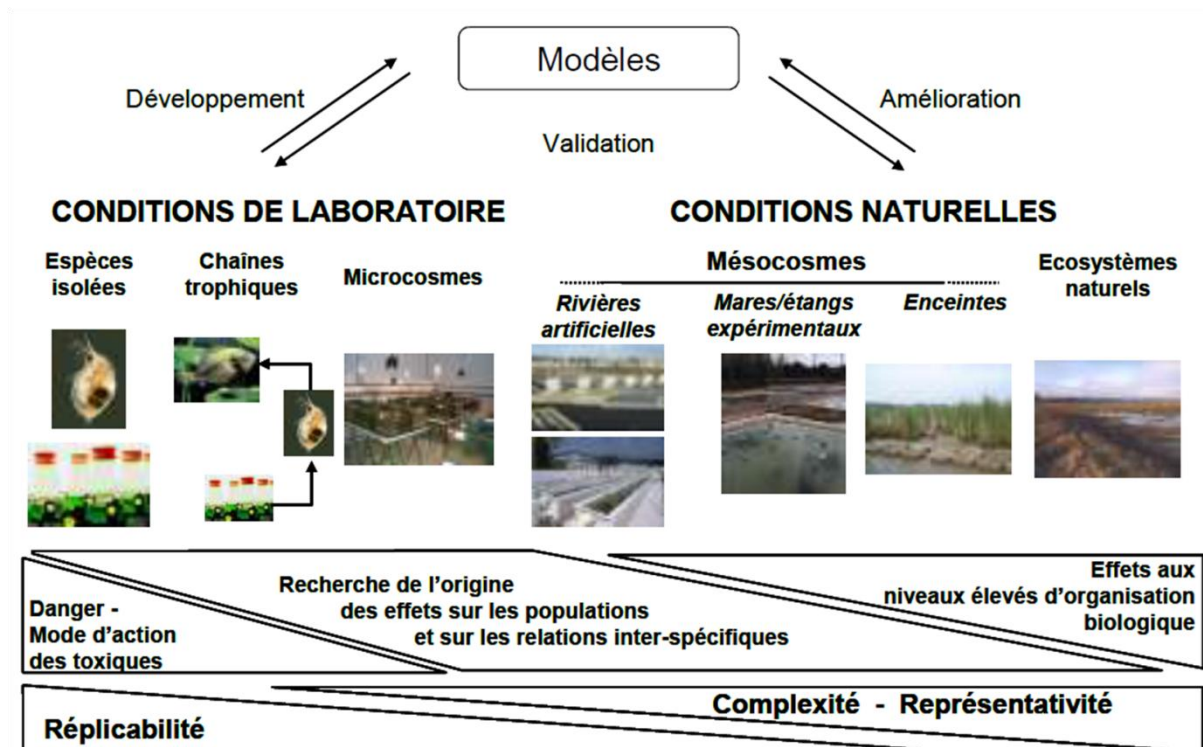 Modèles
Développement
Amélioration
Validation
CONDITIONS DE LABORATOIRE
CONDITIONS NATURELLES
Espèces
isolées
Chaînes
trophiques
Microcosmes
Mésocosmes
Rivières
artificielles
Mares/étangs
expérimentaux
Enceintes
Ecosystèmes
naturels
Danger -
Mode d'action
des toxiques
Recherche de l'origine
des effets sur les populations
et sur les relations inter-spécifiques
Effets aux
niveaux élevés d'organisation
biologique
Complexité - Représentativité
Réplicabilité